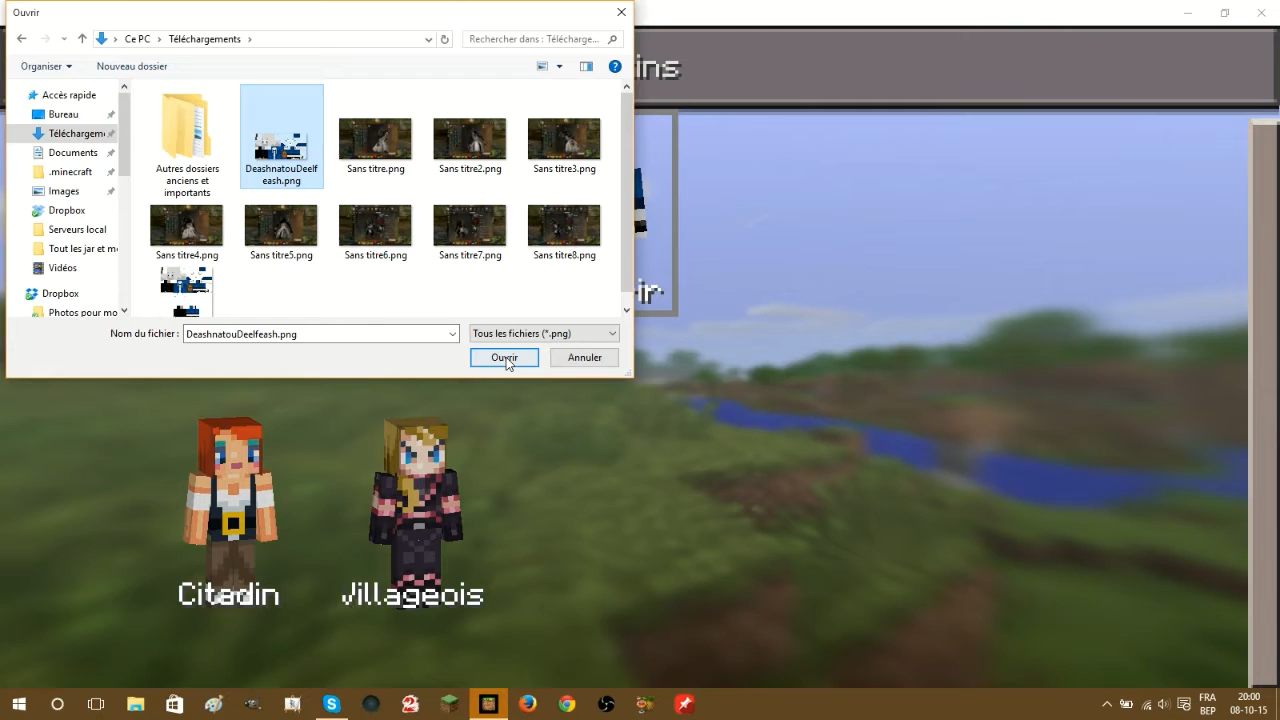 Ouvrir
Ce PC > Téléchargements >
Rechercher dans : Télécharge...
Organiser
Nouveau dossier
ins
Accès rapide
Bureau
Téléchargem
Documents
.minecraft
Images
Dropbox
Serveurs local
Tout les jar et m
Vidéos
Dropbox
Photos pour mo
Autres dossiers
anciens et
importants
DeashnatouDeelf
eash.png
Sans titre.png
Sans titre2.png
Sans titre3.png
Sans titre4.png
Sans titre5.png
Sans titre6.png
Sans titre7.png
Sans titre8.png
ir
Nom du fichier :
DeashnatouDeelfeash.png
Tous les fichiers (*.png)
Ouvrir
Annuler
Citadin
Villageois
FRA
BEP
20:00
08-10-15